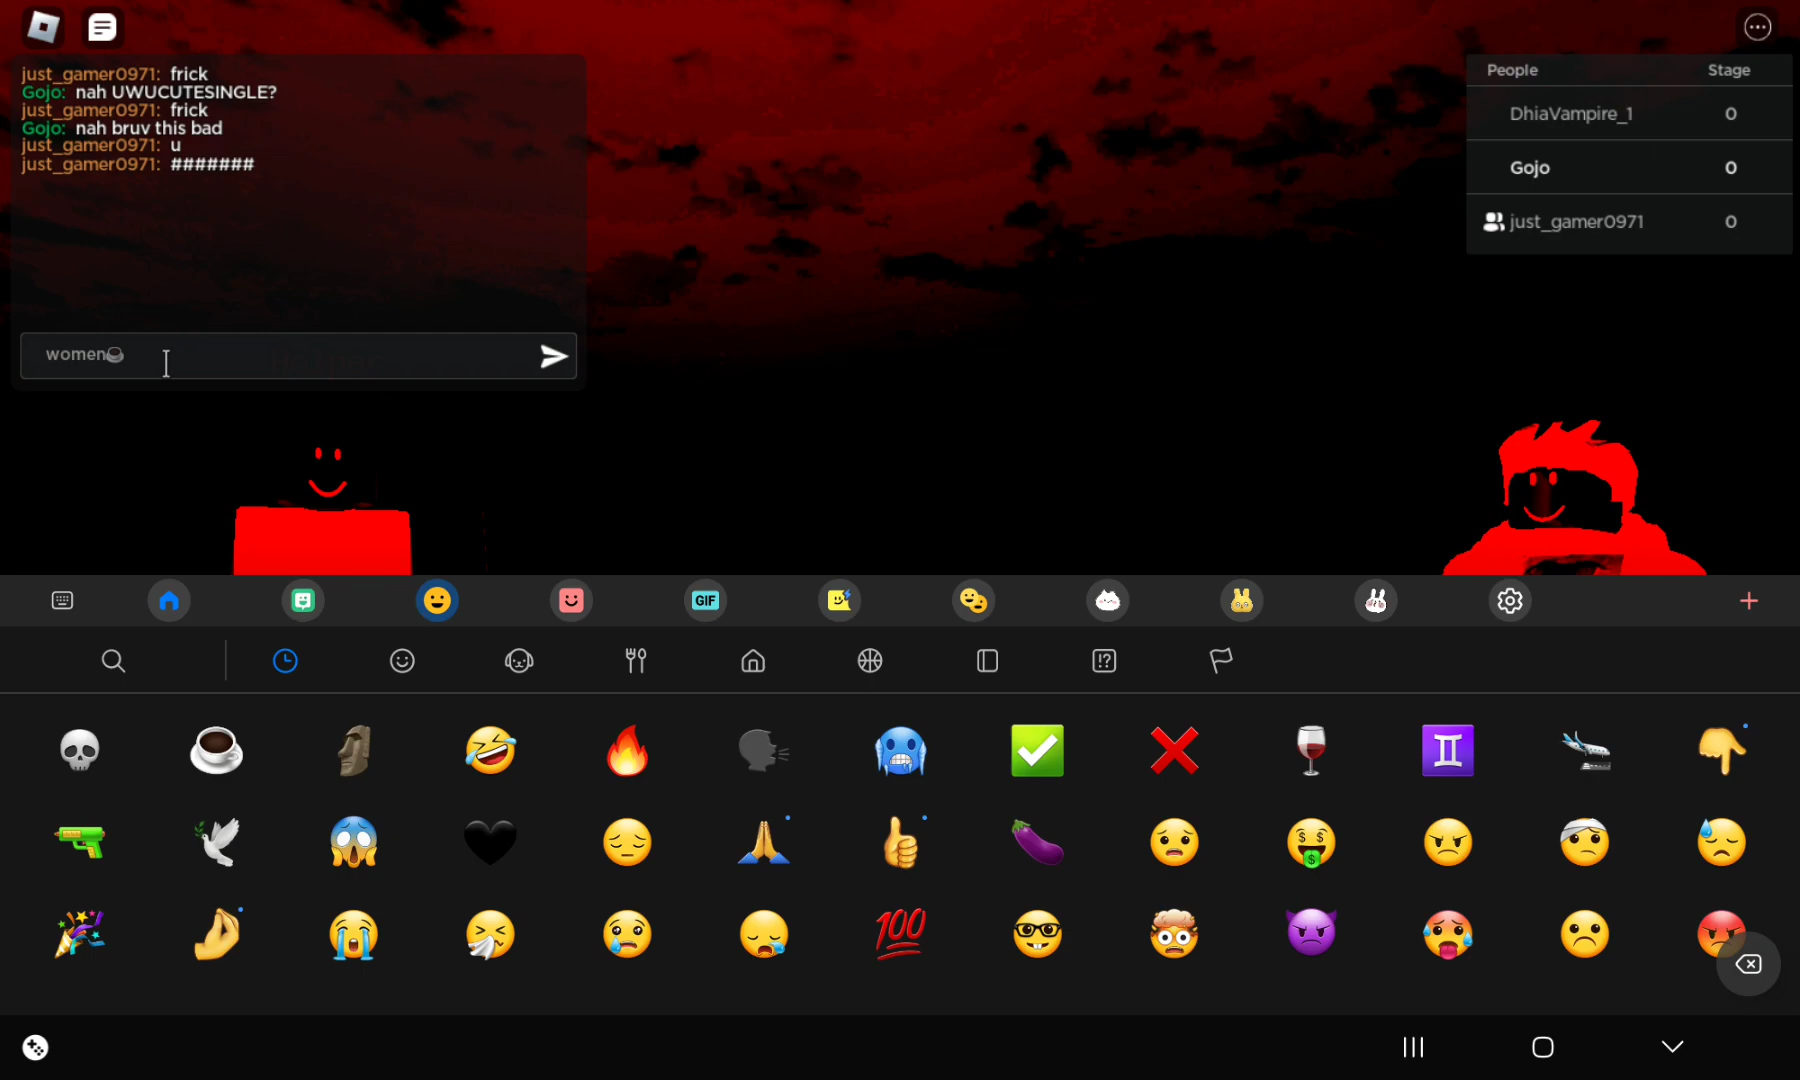 just_gamer0971: frick
Gojo: nah UWUCUTESINGLE?
just_gamer0971: frick
Gojo: nah bruv this bad
just_gamer0971: u
just_gamer0971: #######
women☕
People Stage
DhiaVampire_1 0
Gojo 0
just_gamer0971 0
GIF
!?
100